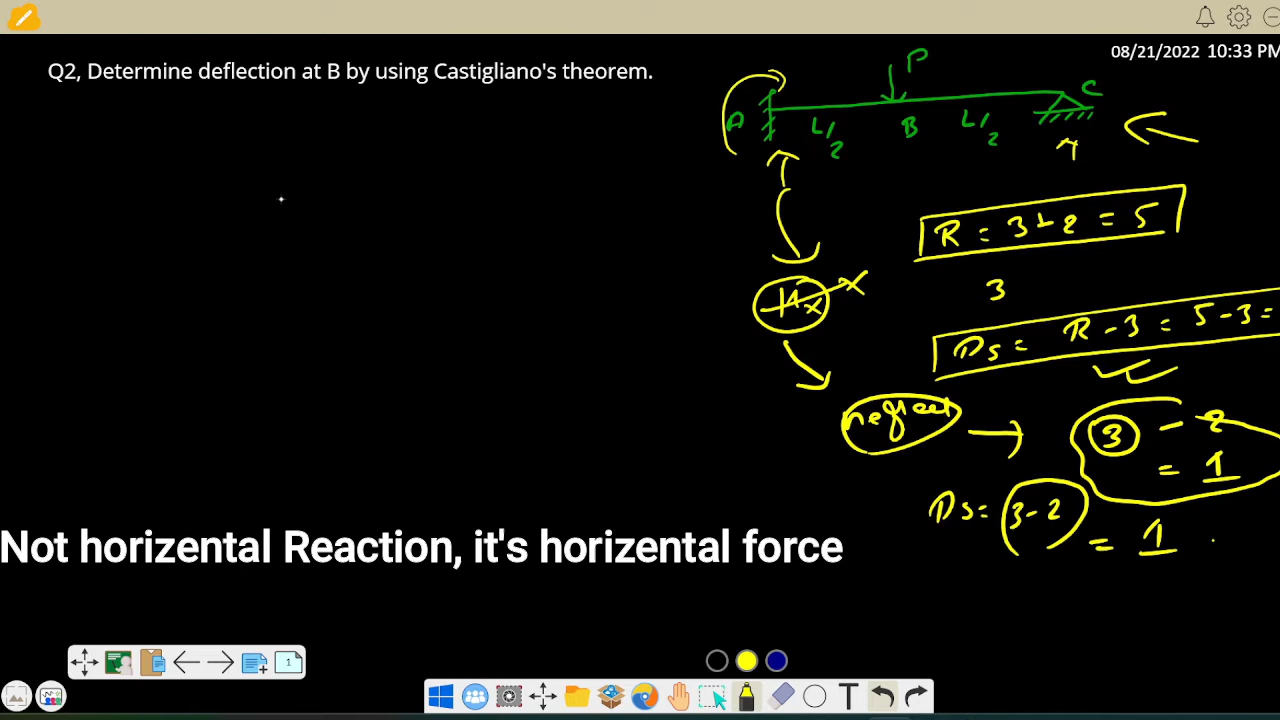 08/21/2022 10:33 PM
Q2, Determine deflection at B by using Castigliano's theorem.
P
A L/2 B L/2 C
R = 3+2 = 5
Hx x
3
Ds = R-3 = 5-3=
neglect
3 - 2
= 1
Ds= 3-2
= 1
Not horizental Reaction, it's horizental force
1
T